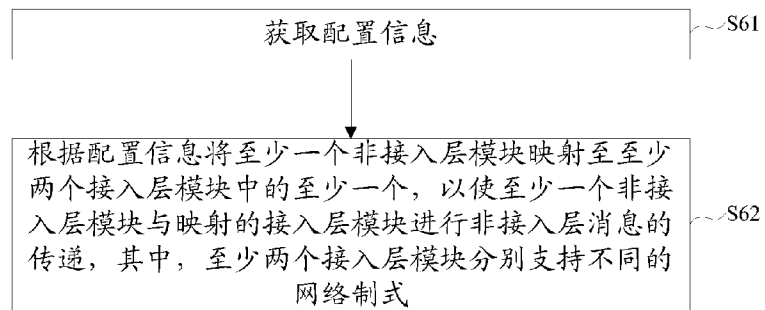 获取配置信息
S61
根据配置信息将至少一个非接入层模块映射至至少
两个接入层模块中的至少一个，以使至少一个非接
入层模块与映射的接入层模块进行非接入层消息的
传递，其中，至少两个接入层模块分别支持不同的
网络制式
S62